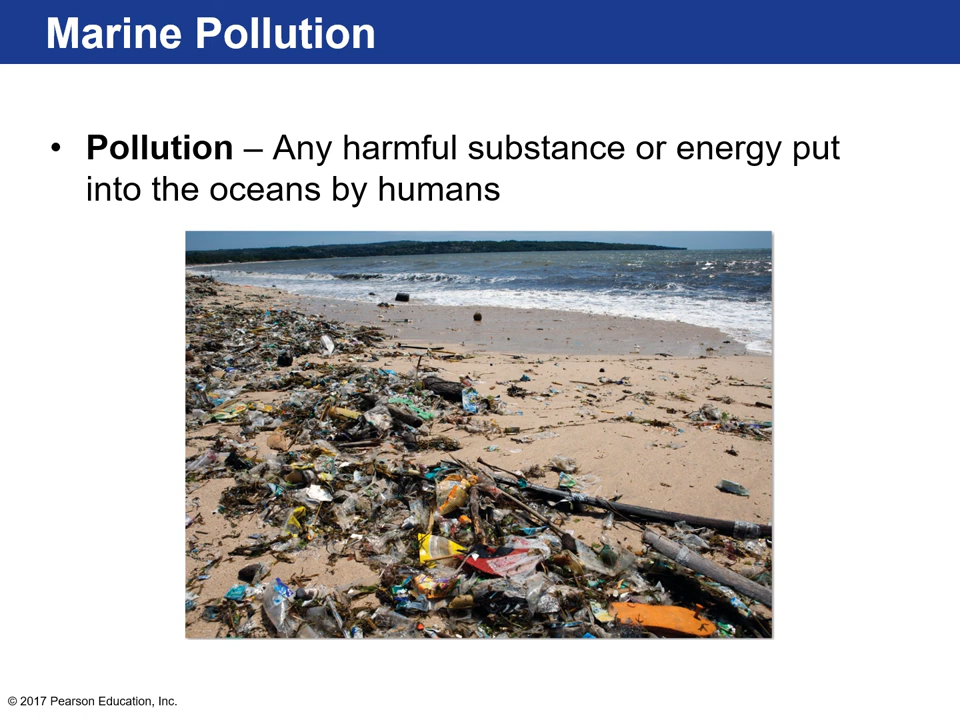 Marine Pollution
• Pollution – Any harmful substance or energy put
into the oceans by humans
© 2017 Pearson Education, Inc.